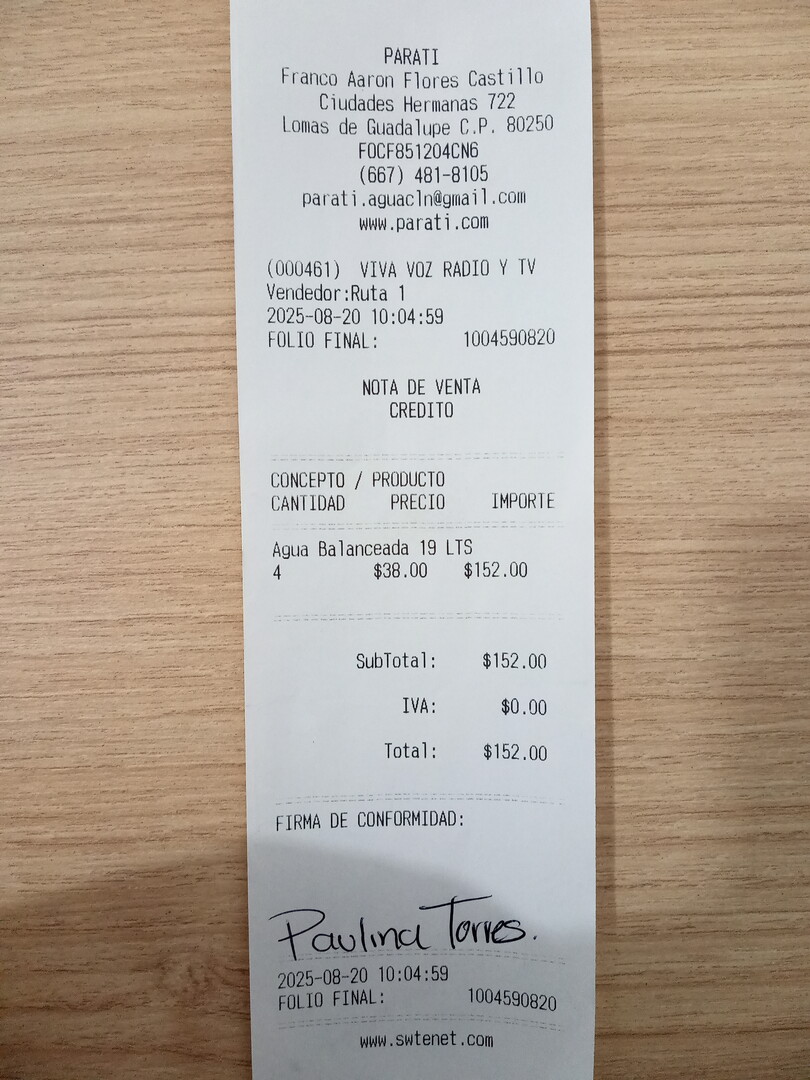 PARATI
Franco Aaron Flores Castillo
Ciudades Hermanas 722
Lomas de Guadalupe C.P. 80250
FOCF851204CN6
(667) 481-8105
parati.aguacln@gmail.com
www.parati.com
(000461) VIVA VOZ RADIO Y TV
Vendedor:Ruta 1
2025-08-20 10:04:59
FOLIO FINAL: 1004590820
NOTA DE VENTA
CREDITO
CONCEPTO / PRODUCTO
CANTIDAD PRECIO IMPORTE
Agua Balanceada 19 LTS
4 $38.00 $152.00
SubTotal: $152.00
IVA: $0.00
Total: $152.00
FIRMA DE CONFORMIDAD:
Paulina Torres.
2025-08-20 10:04:59
FOLIO FINAL: 1004590820
www.swtenet.com